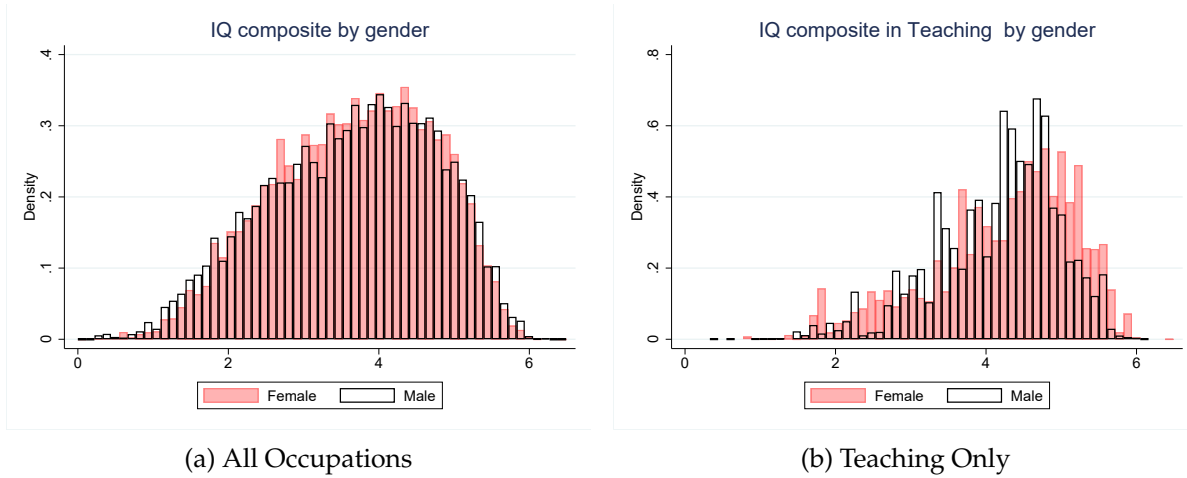 IQ composite by gender
.4
.3
.2
.1
0
Density
0 2 4 6
Female Male
(a) All Occupations
IQ composite in Teaching by gender
.8
.6
.4
.2
0
Density
0 2 4 6
Female Male
(b) Teaching Only